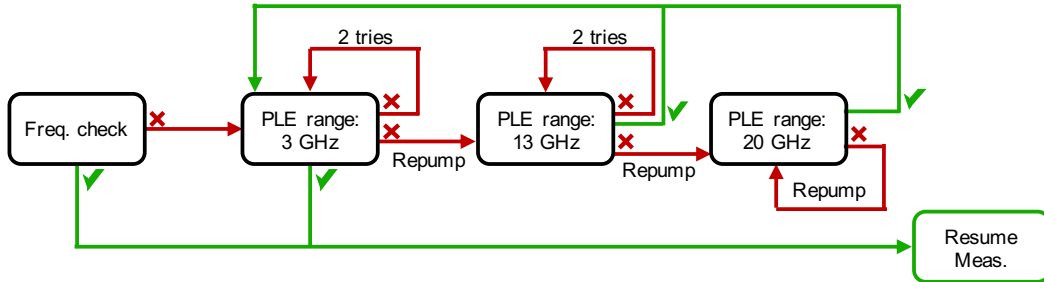 2 tries
2 tries
Freq. check
PLE range:
3 GHz
PLE range:
13 GHz
PLE range:
20 GHz
Repump
Repump
Repump
Resume
Meas.